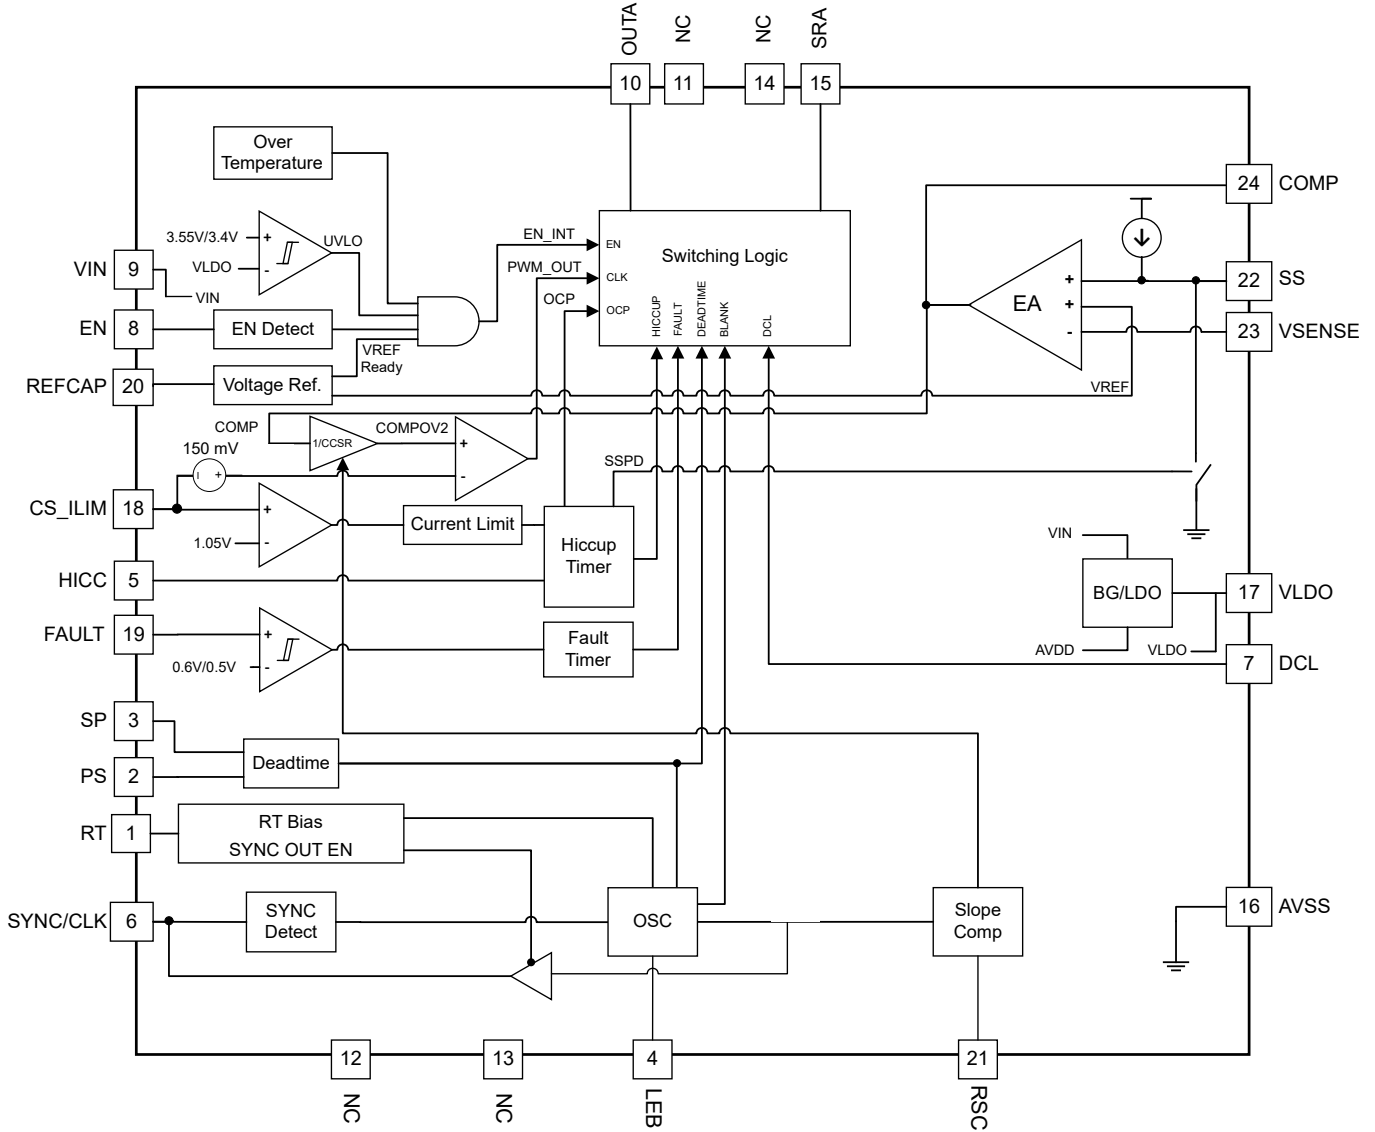 OUTA
NC
NC
SRA
10
11
14
15
Over
Temperature
24
COMP
3.55V/3.4V
+
UVLO
VLDO
-
EN_INT
EN
Switching Logic
PWM_OUT
CLK
OCP
OCP
HICCUP
FAULT
DEADTIME
BLANK
DCL
VIN
9
VIN
EN
8
EN Detect
VREF
Ready
REFCAP
20
Voltage Ref.
EA
+
+
-
22
SS
23
VSENSE
VREF
COMP
1/CCSR
COMPOV2
+
-
150 mV
+
SSPD
CS_ILIM
18
+
1.05V
-
Current Limit
Hiccup
Timer
HICC
5
VIN
BG/LDO
17
VLDO
AVDD
VLDO
FAULT
19
+
0.6V/0.5V
-
Fault
Timer
7
DCL
SP
3
PS
2
Deadtime
RT
1
RT Bias
SYNC OUT EN
SYNC/CLK
6
SYNC
Detect
OSC
Slope
Comp
16
AVSS
12
13
4
21
NC
NC
LEB
RSC